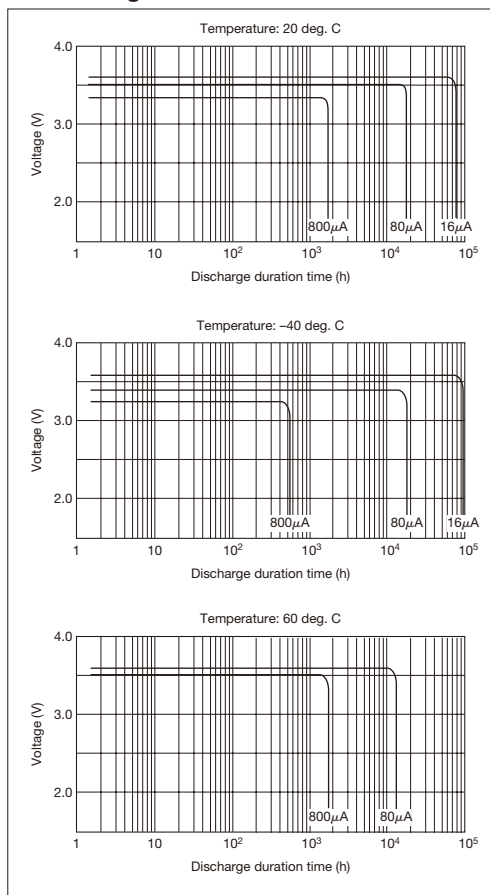 Temperature: 20 deg. C
4.0
3.0
2.0
Voltage (V)
800μA
80μA
16μA
1
10
10²
10³
10⁴
10⁵
Discharge duration time (h)
Temperature: –40 deg. C
4.0
3.0
2.0
Voltage (V)
800μA
80μA
16μA
1
10
10²
10³
10⁴
10⁵
Discharge duration time (h)
Temperature: 60 deg. C
4.0
3.0
2.0
Voltage (V)
800μA
80μA
1
10
10²
10³
10⁴
10⁵
Discharge duration time (h)